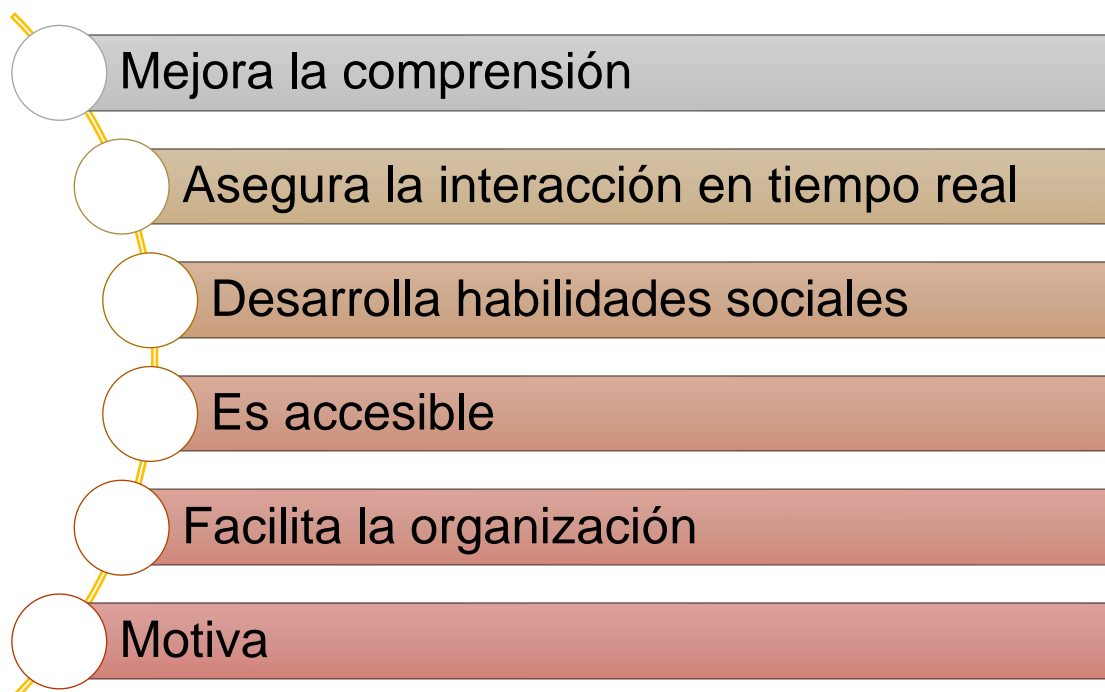 Mejora la comprensión
Asegura la interacción en tiempo real
Desarrolla habilidades sociales
Es accesible
Facilita la organización
Motiva